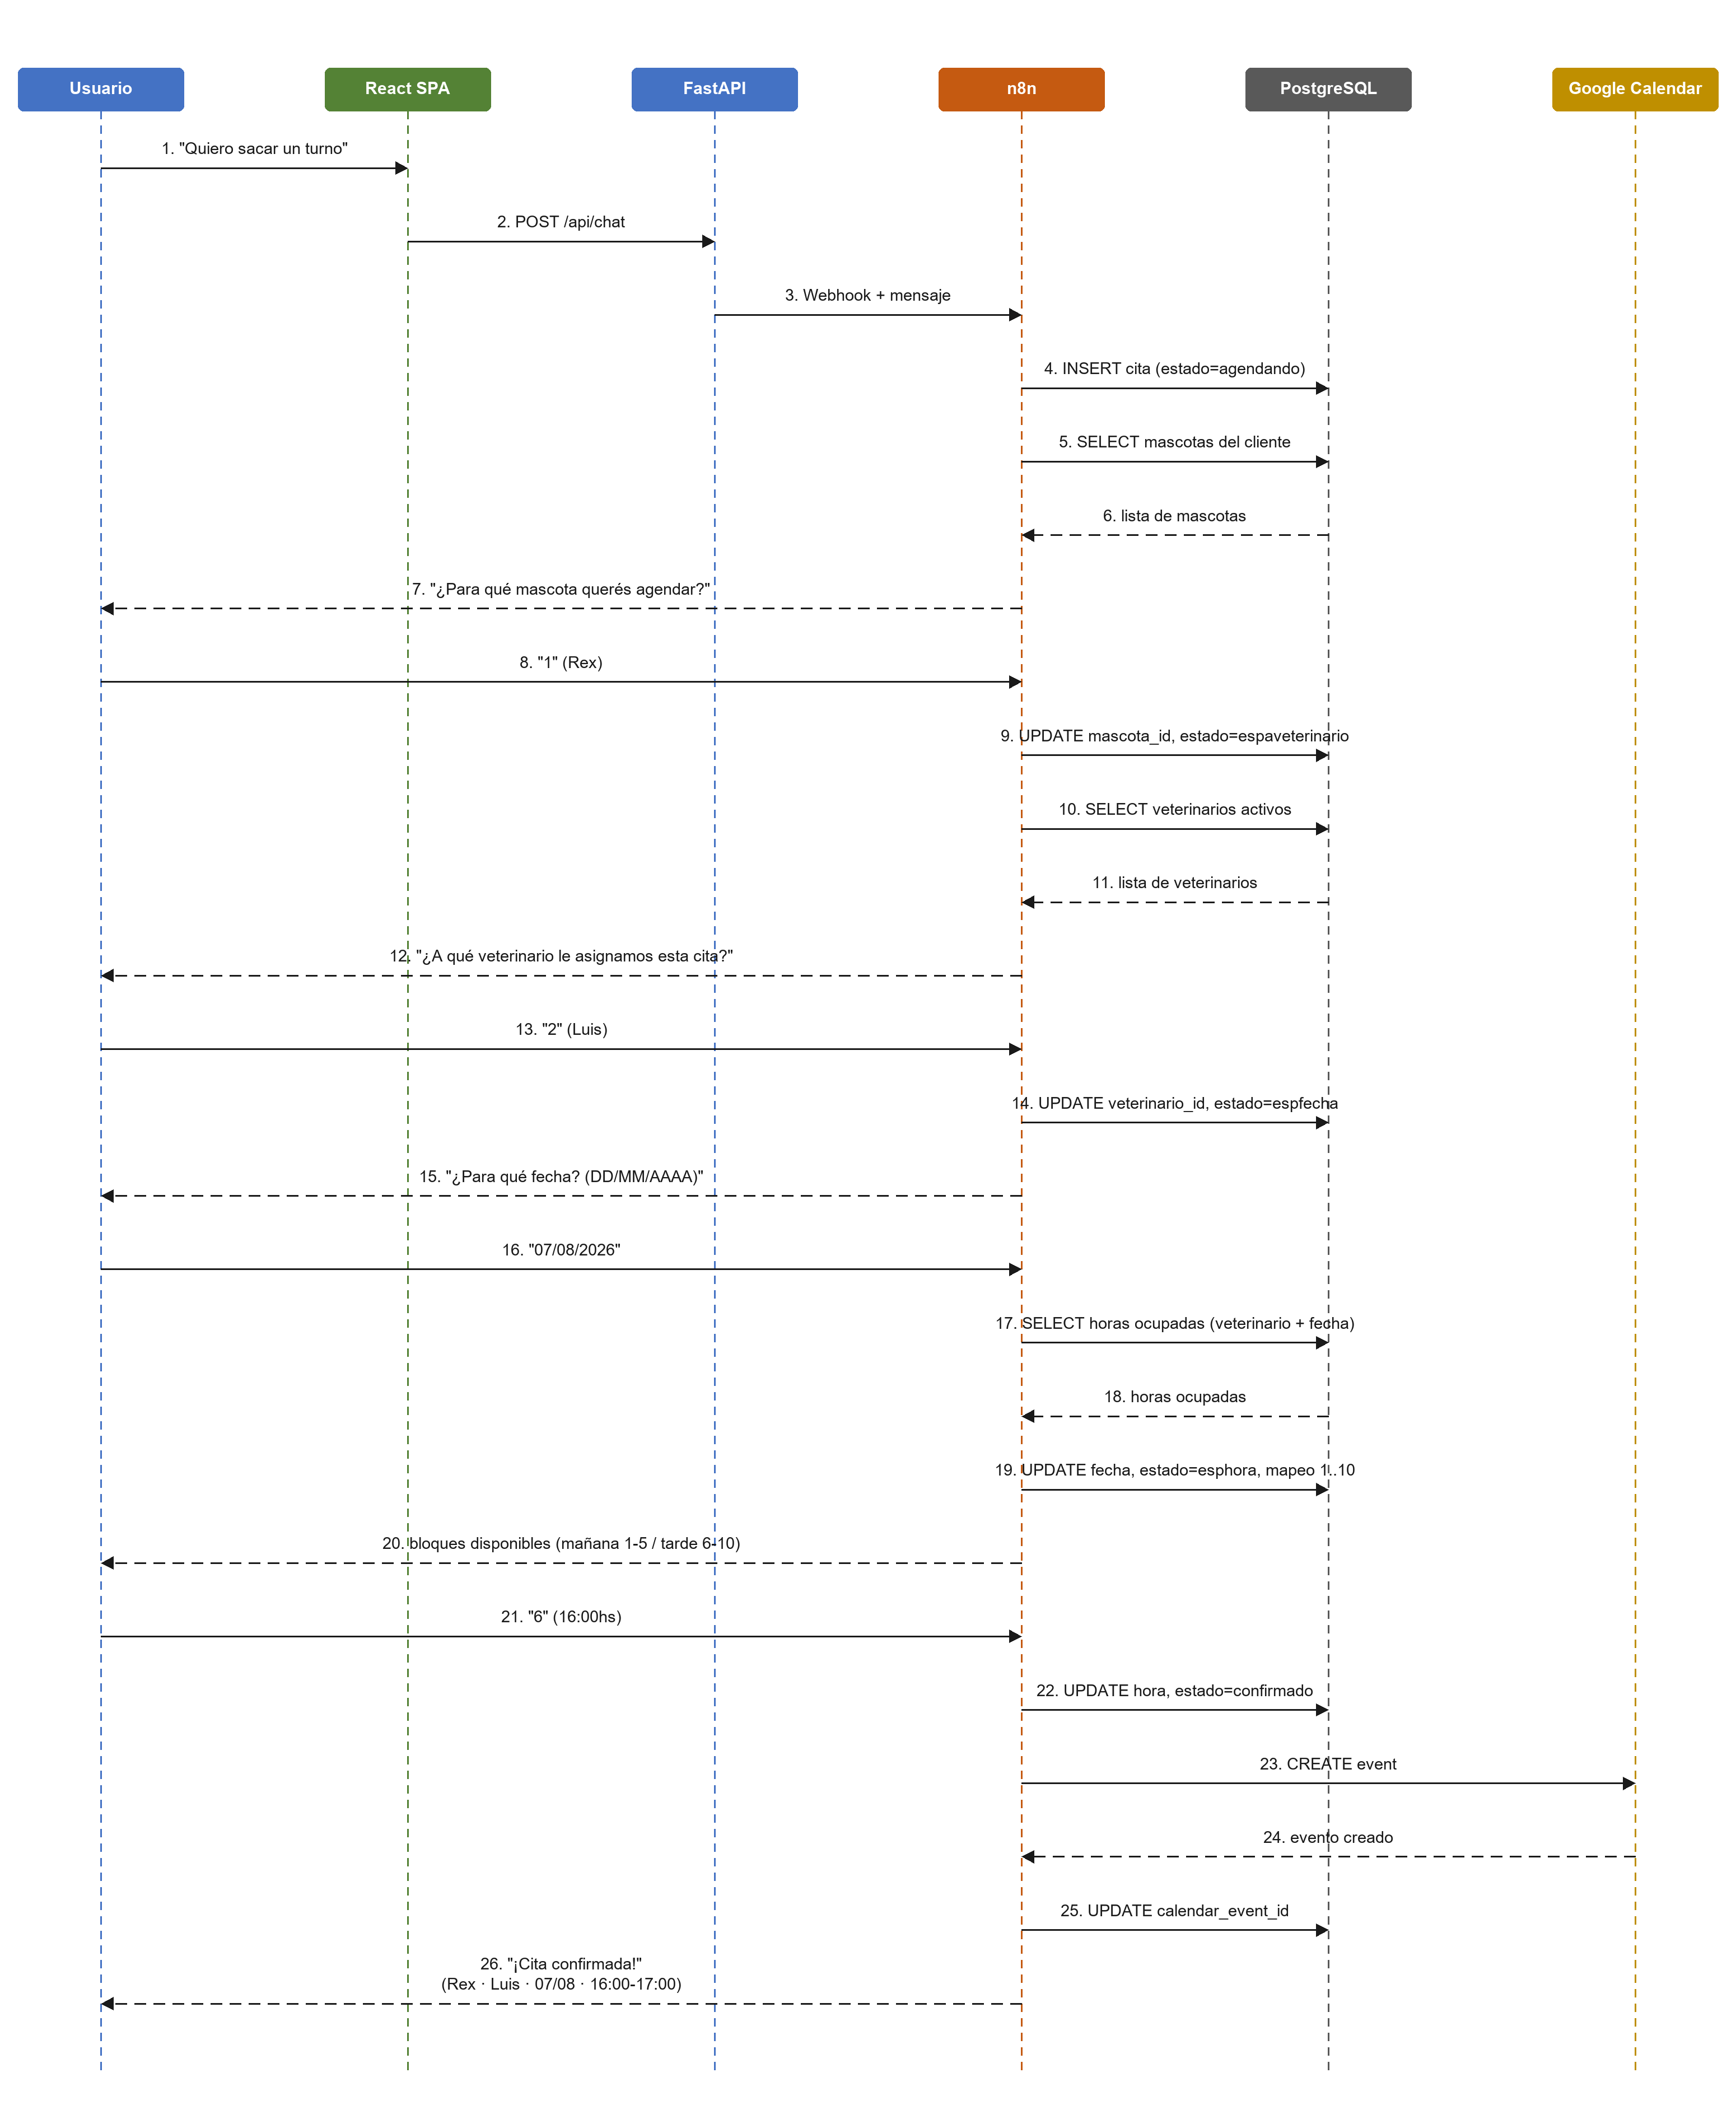 Usuario
React SPA
FastAPI
n8n
PostgreSQL
Google Calendar
1. "Quiero sacar un turno"
2. POST /api/chat
3. Webhook + mensaje
4. INSERT cita (estado=agendando)
5. SELECT mascotas del cliente
6. lista de mascotas
7. "¿Para qué mascota querés agendar?"
8. "1" (Rex)
9. UPDATE mascota_id, estado=espaveterinario
10. SELECT veterinarios activos
11. lista de veterinarios
12. "¿A qué veterinario le asignamos esta cita?"
13. "2" (Luis)
14. UPDATE veterinario_id, estado=espfecha
15. "¿Para qué fecha? (DD/MM/AAAA)"
16. "07/08/2026"
17. SELECT horas ocupadas (veterinario + fecha)
18. horas ocupadas
19. UPDATE fecha, estado=esphora, mapeo 1..10
20. bloques disponibles (mañana 1-5 / tarde 6-10)
21. "6" (16:00hs)
22. UPDATE hora, estado=confirmado
23. CREATE event
24. evento creado
25. UPDATE calendar_event_id
26. "¡Cita confirmada!"
(Rex · Luis · 07/08 · 16:00-17:00)